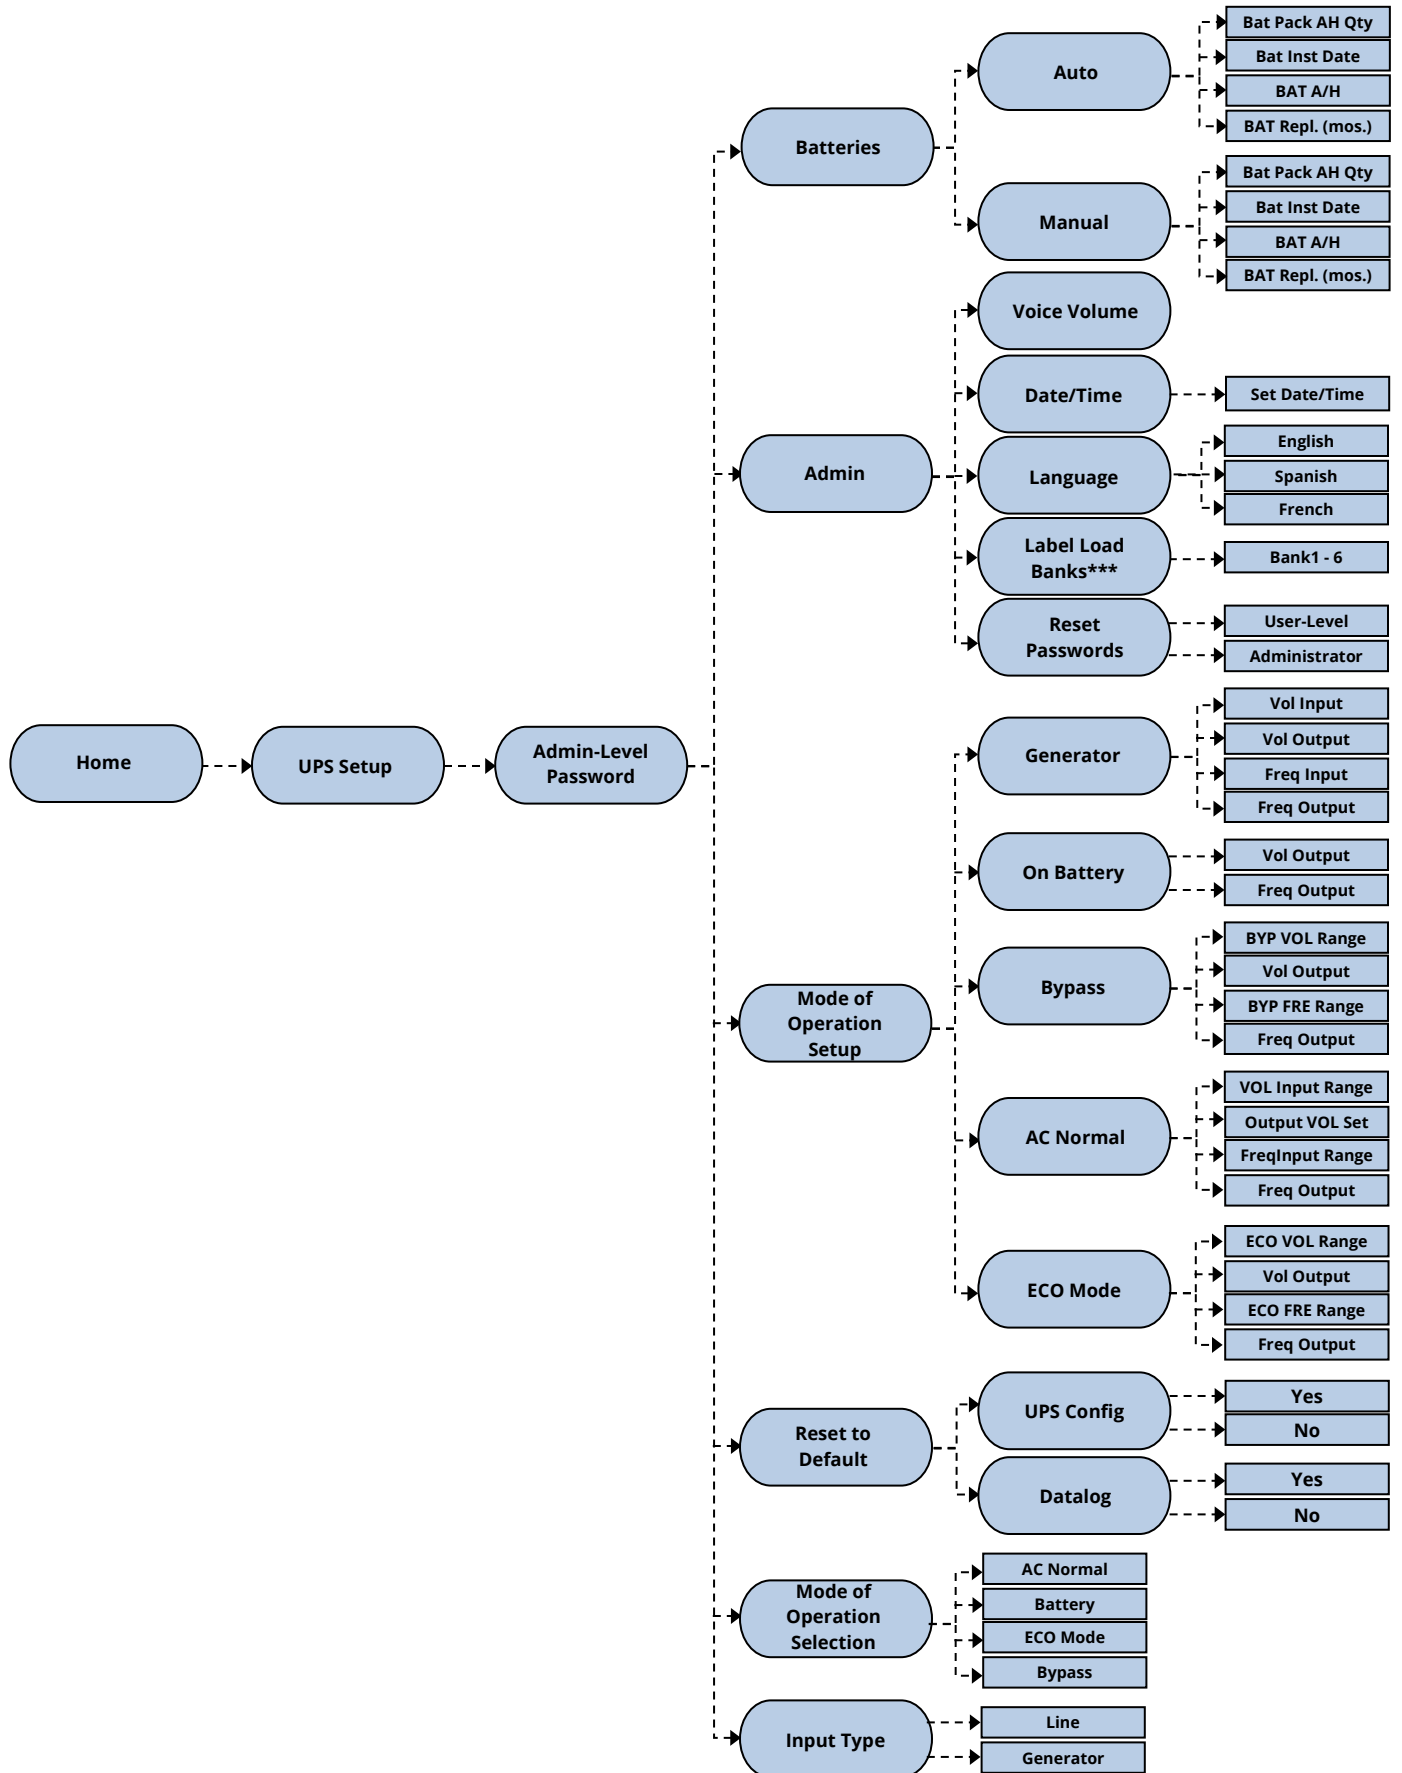 Home
UPS Setup
Admin-Level
Password
Batteries
Auto
Bat Pack AH Qty
Bat Inst Date
BAT A/H
BAT Repl. (mos.)
Manual
Bat Pack AH Qty
Bat Inst Date
BAT A/H
BAT Repl. (mos.)
Admin
Voice Volume
Date/Time
Set Date/Time
Language
English
Spanish
French
Label Load
Banks***
Bank1 - 6
Reset
Passwords
User-Level
Administrator
Mode of
Operation
Setup
Generator
Vol Input
Vol Output
Freq Input
Freq Output
On Battery
Vol Output
Freq Output
Bypass
BYP VOL Range
Vol Output
BYP FRE Range
Freq Output
AC Normal
VOL Input Range
Output VOL Set
FreqInput Range
Freq Output
ECO Mode
ECO VOL Range
Vol Output
ECO FRE Range
Freq Output
Reset to
Default
UPS Config
Yes
No
Datalog
Yes
No
Mode of
Operation
Selection
AC Normal
Battery
ECO Mode
Bypass
Input Type
Line
Generator